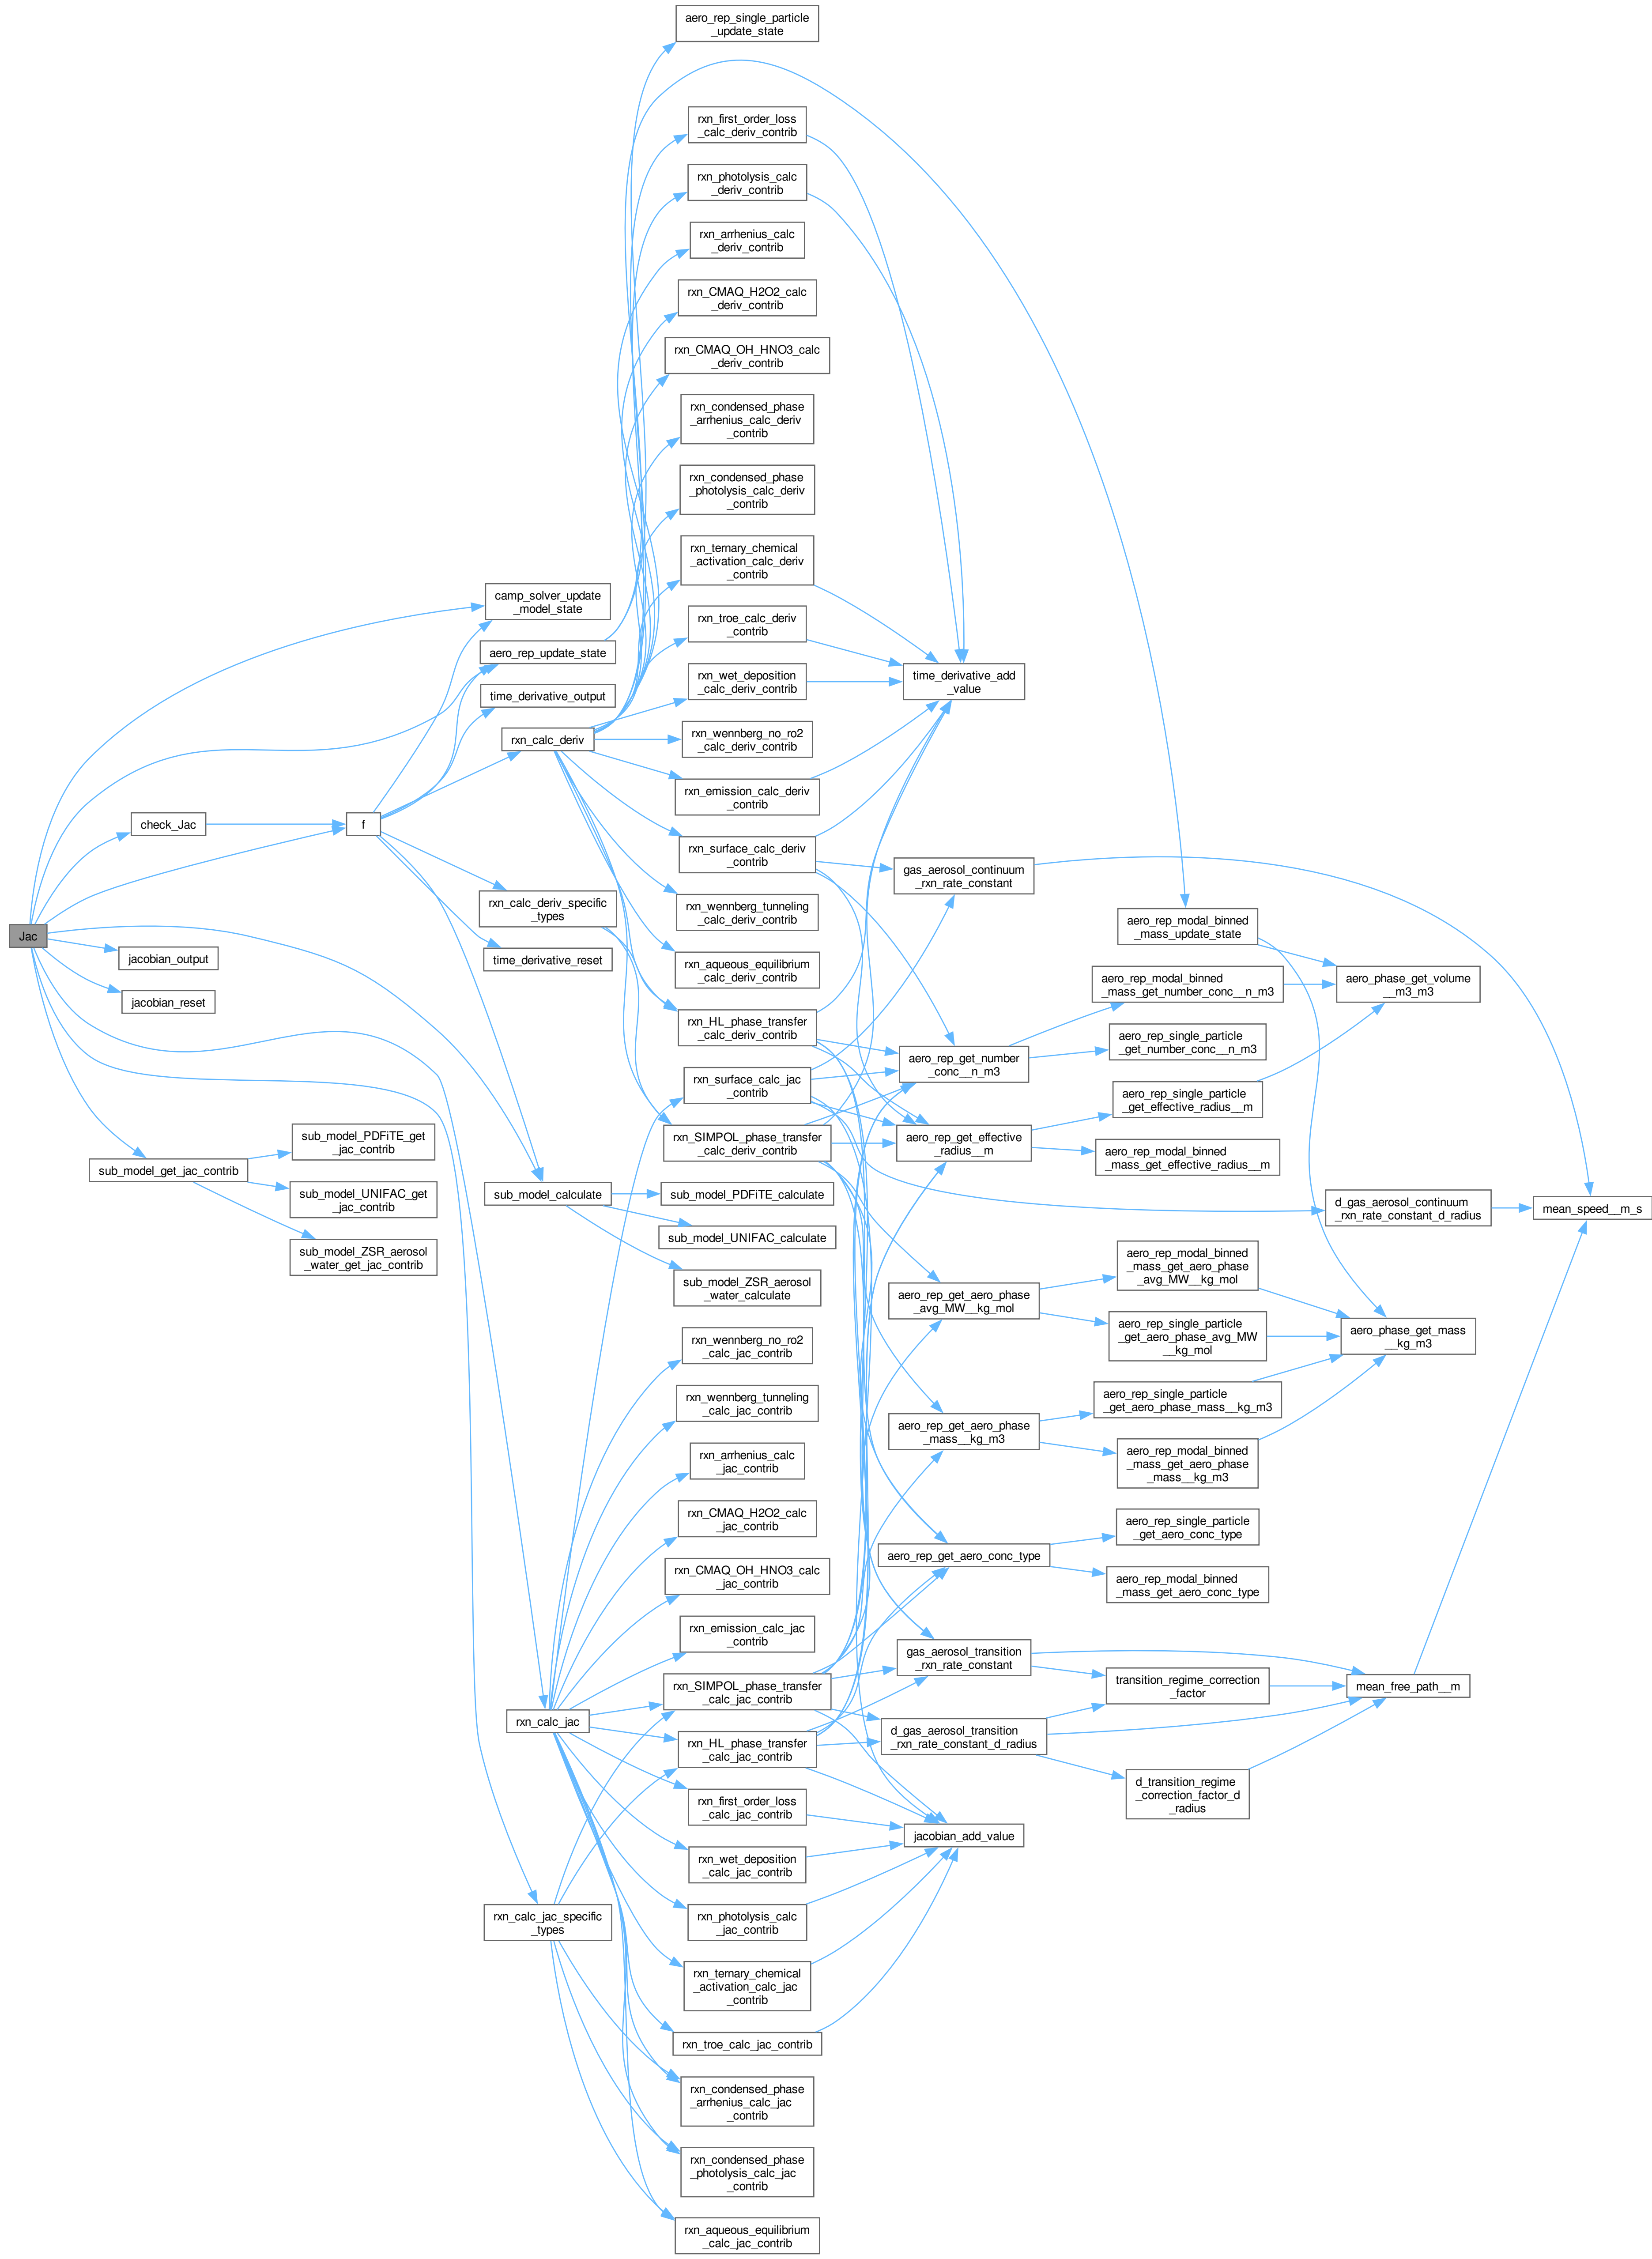 Jac
check_Jac
jacobian_output
jacobian_reset
sub_model_get_jac_contrib
sub_model_PDFiTE_get
_jac_contrib
sub_model_UNIFAC_get
_jac_contrib
sub_model_ZSR_aerosol
_water_get_jac_contrib
f
camp_solver_update
_model_state
aero_rep_update_state
time_derivative_output
rxn_calc_deriv
rxn_calc_deriv_specific
_types
time_derivative_reset
sub_model_calculate
rxn_calc_jac
rxn_calc_jac_specific
_types
aero_rep_single_particle
_update_state
rxn_first_order_loss
_calc_deriv_contrib
rxn_photolysis_calc
_deriv_contrib
rxn_arrhenius_calc
_deriv_contrib
rxn_CMAQ_H2O2_calc
_deriv_contrib
rxn_CMAQ_OH_HNO3_calc
_deriv_contrib
rxn_condensed_phase
_arrhenius_calc_deriv
_contrib
rxn_condensed_phase
_photolysis_calc_deriv
_contrib
rxn_ternary_chemical
_activation_calc_deriv
_contrib
rxn_troe_calc_deriv
_contrib
rxn_wet_deposition
_calc_deriv_contrib
rxn_wennberg_no_ro2
_calc_deriv_contrib
rxn_emission_calc_deriv
_contrib
rxn_surface_calc_deriv
_contrib
rxn_wennberg_tunneling
_calc_deriv_contrib
rxn_aqueous_equilibrium
_calc_deriv_contrib
rxn_HL_phase_transfer
_calc_deriv_contrib
rxn_surface_calc_jac
_contrib
rxn_SIMPOL_phase_transfer
_calc_deriv_contrib
sub_model_PDFiTE_calculate
sub_model_UNIFAC_calculate
sub_model_ZSR_aerosol
_water_calculate
rxn_wennberg_no_ro2
_calc_jac_contrib
rxn_wennberg_tunneling
_calc_jac_contrib
rxn_arrhenius_calc
_jac_contrib
rxn_CMAQ_H2O2_calc
_jac_contrib
rxn_CMAQ_OH_HNO3_calc
_jac_contrib
rxn_emission_calc_jac
_contrib
rxn_SIMPOL_phase_transfer
_calc_jac_contrib
rxn_HL_phase_transfer
_calc_jac_contrib
rxn_first_order_loss
_calc_jac_contrib
rxn_wet_deposition
_calc_jac_contrib
rxn_photolysis_calc
_jac_contrib
rxn_ternary_chemical
_activation_calc_jac
_contrib
rxn_troe_calc_jac_contrib
rxn_condensed_phase
_arrhenius_calc_jac
_contrib
rxn_condensed_phase
_photolysis_calc_jac
_contrib
rxn_aqueous_equilibrium
_calc_jac_contrib
time_derivative_add
_value
gas_aerosol_continuum
_rxn_rate_constant
aero_rep_get_number
_conc__n_m3
aero_rep_get_effective
_radius__m
aero_rep_get_aero_phase
_avg_MW__kg_mol
aero_rep_get_aero_phase
_mass__kg_m3
aero_rep_get_aero_conc_type
gas_aerosol_transition
_rxn_rate_constant
d_gas_aerosol_transition
_rxn_rate_constant_d_radius
jacobian_add_value
aero_rep_modal_binned
_mass_update_state
aero_rep_modal_binned
_mass_get_number_conc__n_m3
aero_rep_single_particle
_get_number_conc__n_m3
aero_rep_single_particle
_get_effective_radius__m
aero_rep_modal_binned
_mass_get_effective_radius__m
aero_rep_modal_binned
_mass_get_aero_phase
_avg_MW__kg_mol
aero_rep_single_particle
_get_aero_phase_avg_MW
__kg_mol
aero_rep_single_particle
_get_aero_phase_mass__kg_m3
aero_rep_modal_binned
_mass_get_aero_phase
_mass__kg_m3
aero_rep_single_particle
_get_aero_conc_type
aero_rep_modal_binned
_mass_get_aero_conc_type
transition_regime_correction
_factor
d_transition_regime
_correction_factor_d
_radius
aero_phase_get_volume
__m3_m3
d_gas_aerosol_continuum
_rxn_rate_constant_d_radius
aero_phase_get_mass
__kg_m3
mean_free_path__m
mean_speed__m_s